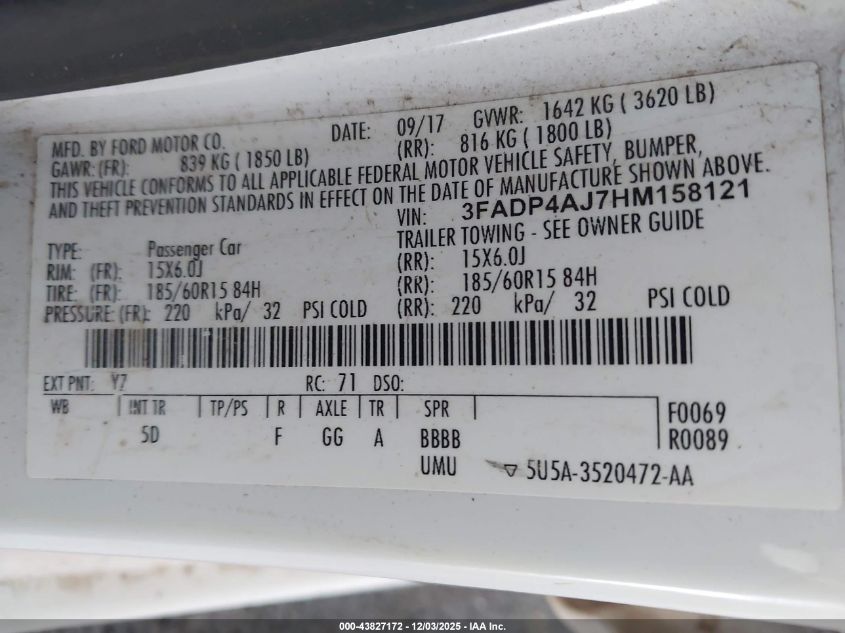 MFD. BY FORD MOTOR CO. DATE: 09/17 GVWR: 1642 KG ( 3620 LB)
GAWR: (FR): 839 KG ( 1850 LB) (RR): 816 KG ( 1800 LB)
THIS VEHICLE CONFORMS TO ALL APPLICABLE FEDERAL MOTOR VEHICLE SAFETY, BUMPER,
AND THEFT PREVENTION STANDARDS IN EFFECT ON THE DATE OF MANUFACTURE SHOWN ABOVE.
VIN: 3FADP4AJ7HM158121
TRAILER TOWING - SEE OWNER GUIDE
TYPE: Passenger Car
RIM: (FR): 15X6.0J (RR): 15X6.0J
TIRE: (FR): 185/60R15 84H (RR): 185/60R15 84H
PRESSURE: (FR): 220 kPa/ 32 PSI COLD (RR): 220 kPa/ 32 PSI COLD
EXT PNT: Y7 RC: 71 DSO:
WB INT TR TP/PS R AXLE TR SPR F0069
5D F GG A BBBB R0089
UMU 5U5A-3520472-AA
000-43827172 - 12/03/2025 - IAA Inc.